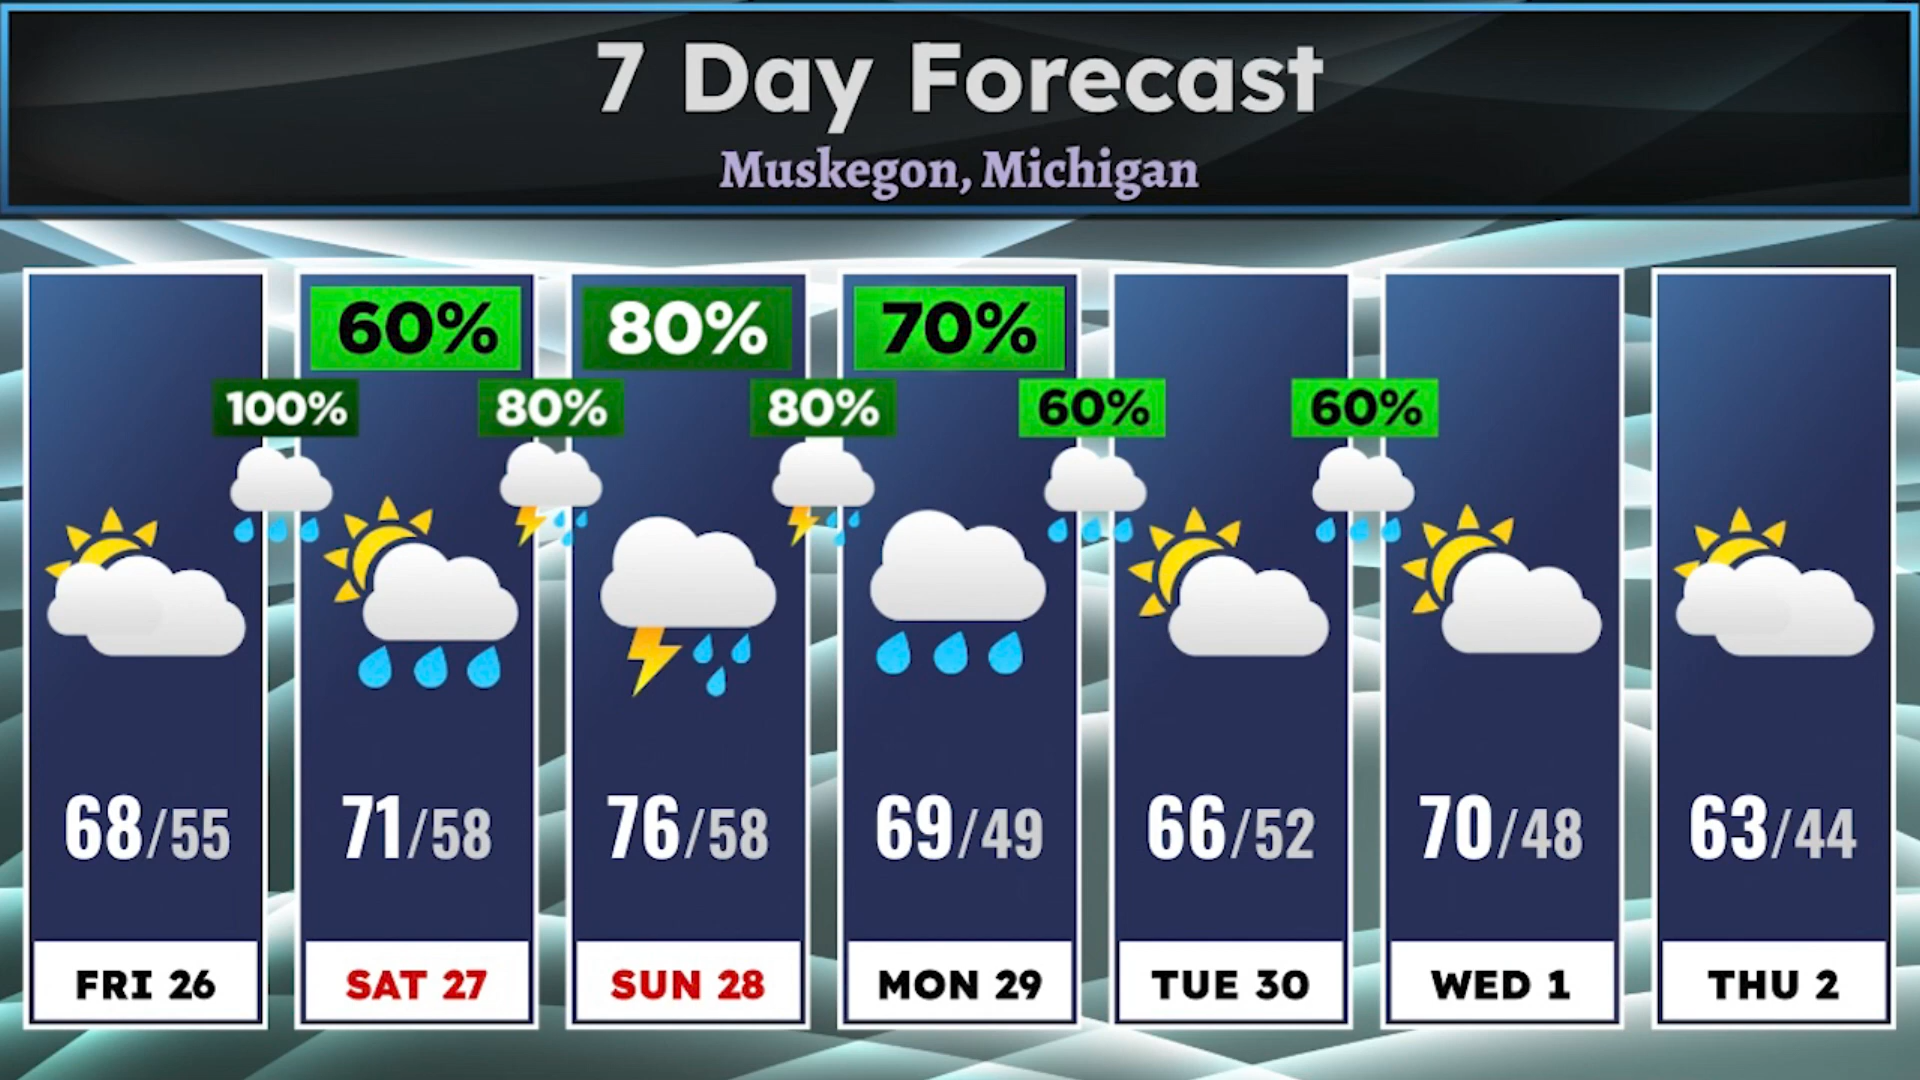 7 Day Forecast
Muskegon, Michigan
60% 80% 70%
100% 80% 80% 60% 60%
68/55 71/58 76/58 69/49 66/52 70/48 63/44
FRI 26 SAT 27 SUN 28 MON 29 TUE 30 WED 1 THU 2